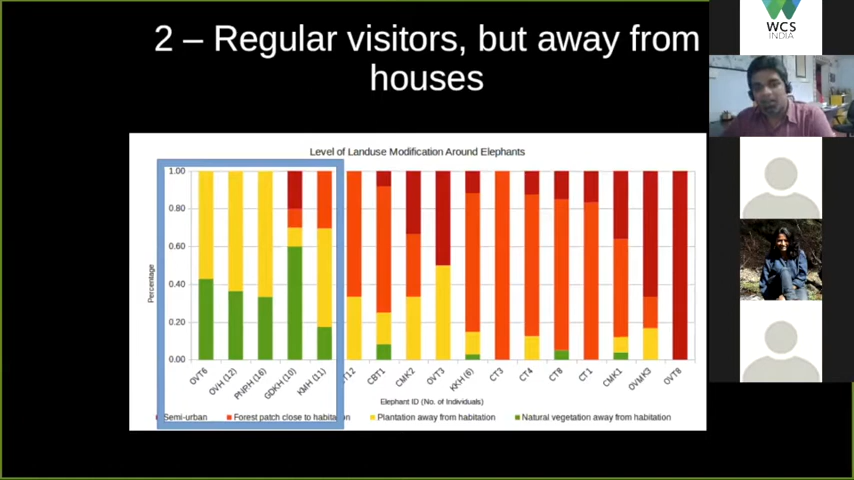 2 – Regular visitors, but away from
houses
WCS
INDIA
Level of Landuse Modification Around Elephants
Percentage
1.00
0.80
0.60
0.40
0.20
0.00
OVT6
OVH (12)
PNRH (16)
GDKH (10)
KMH (11)
T12
CBT1
CMK2
OVT3
KKH (6)
CT3
CT4
CT8
CT1
CMK1
OVMK3
OVT8
Elephant ID (No. of Individuals)
Semi-urban Forest patch close to habitation Plantation away from habitation Natural vegetation away from habitation